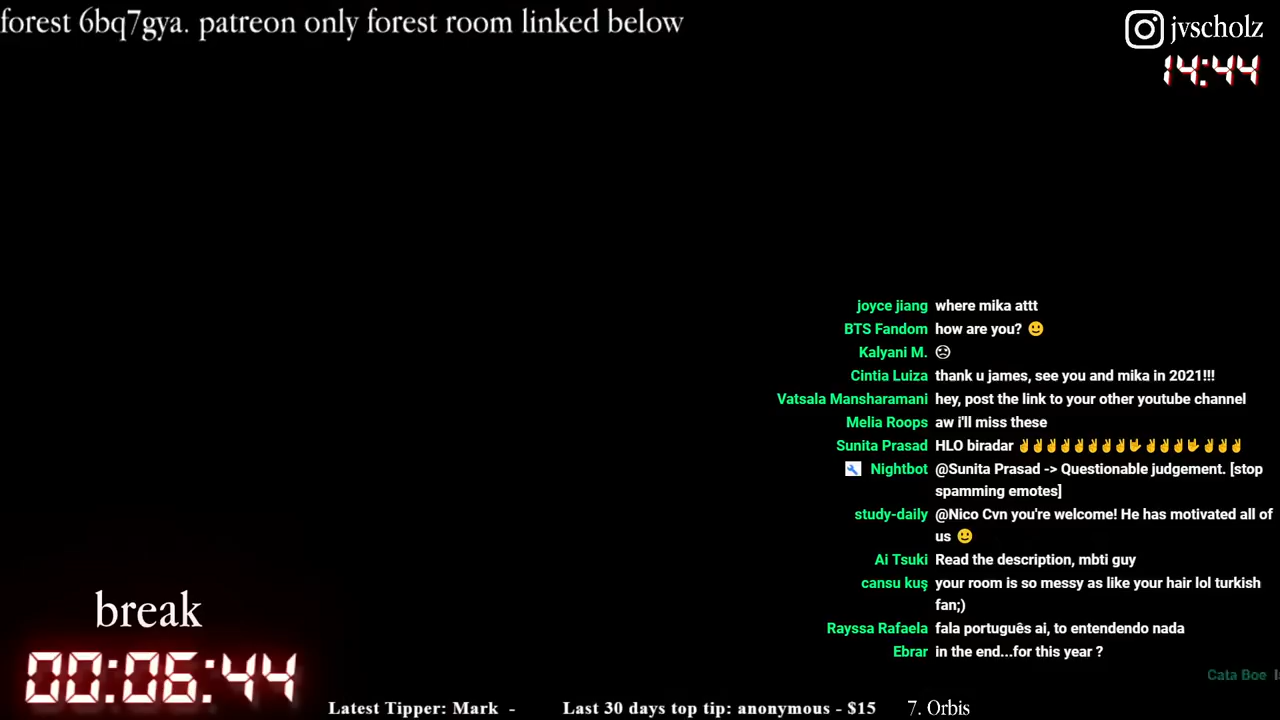 forest 6bq7gya. patreon only forest room linked below
jvscholz
14:44
joyce jiang where mika attt
BTS Fandom how are you? 🙂
Kalyani M. ☹
Cintia Luiza thank u james, see you and mika in 2021!!!
Vatsala Mansharamani hey, post the link to your other youtube channel
Melia Roops aw i'll miss these
Sunita Prasad HLO biradar ✌✌✌✌✌✌✌✌✌🤟✌✌✌🤟✌✌✌
Nightbot @Sunita Prasad -> Questionable judgement. [stop
spamming emotes]
study-daily @Nico Cvn you're welcome! He has motivated all of
us 🙂
Ai Tsuki Read the description, mbti guy
cansu kuş your room is so messy as like your hair lol turkish
fan;)
Rayssa Rafaela fala português ai, to entendendo nada
Ebrar in the end...for this year ?
Cata Boe
break
00:06:44
Latest Tipper: Mark - Last 30 days top tip: anonymous - $15 7. Orbis